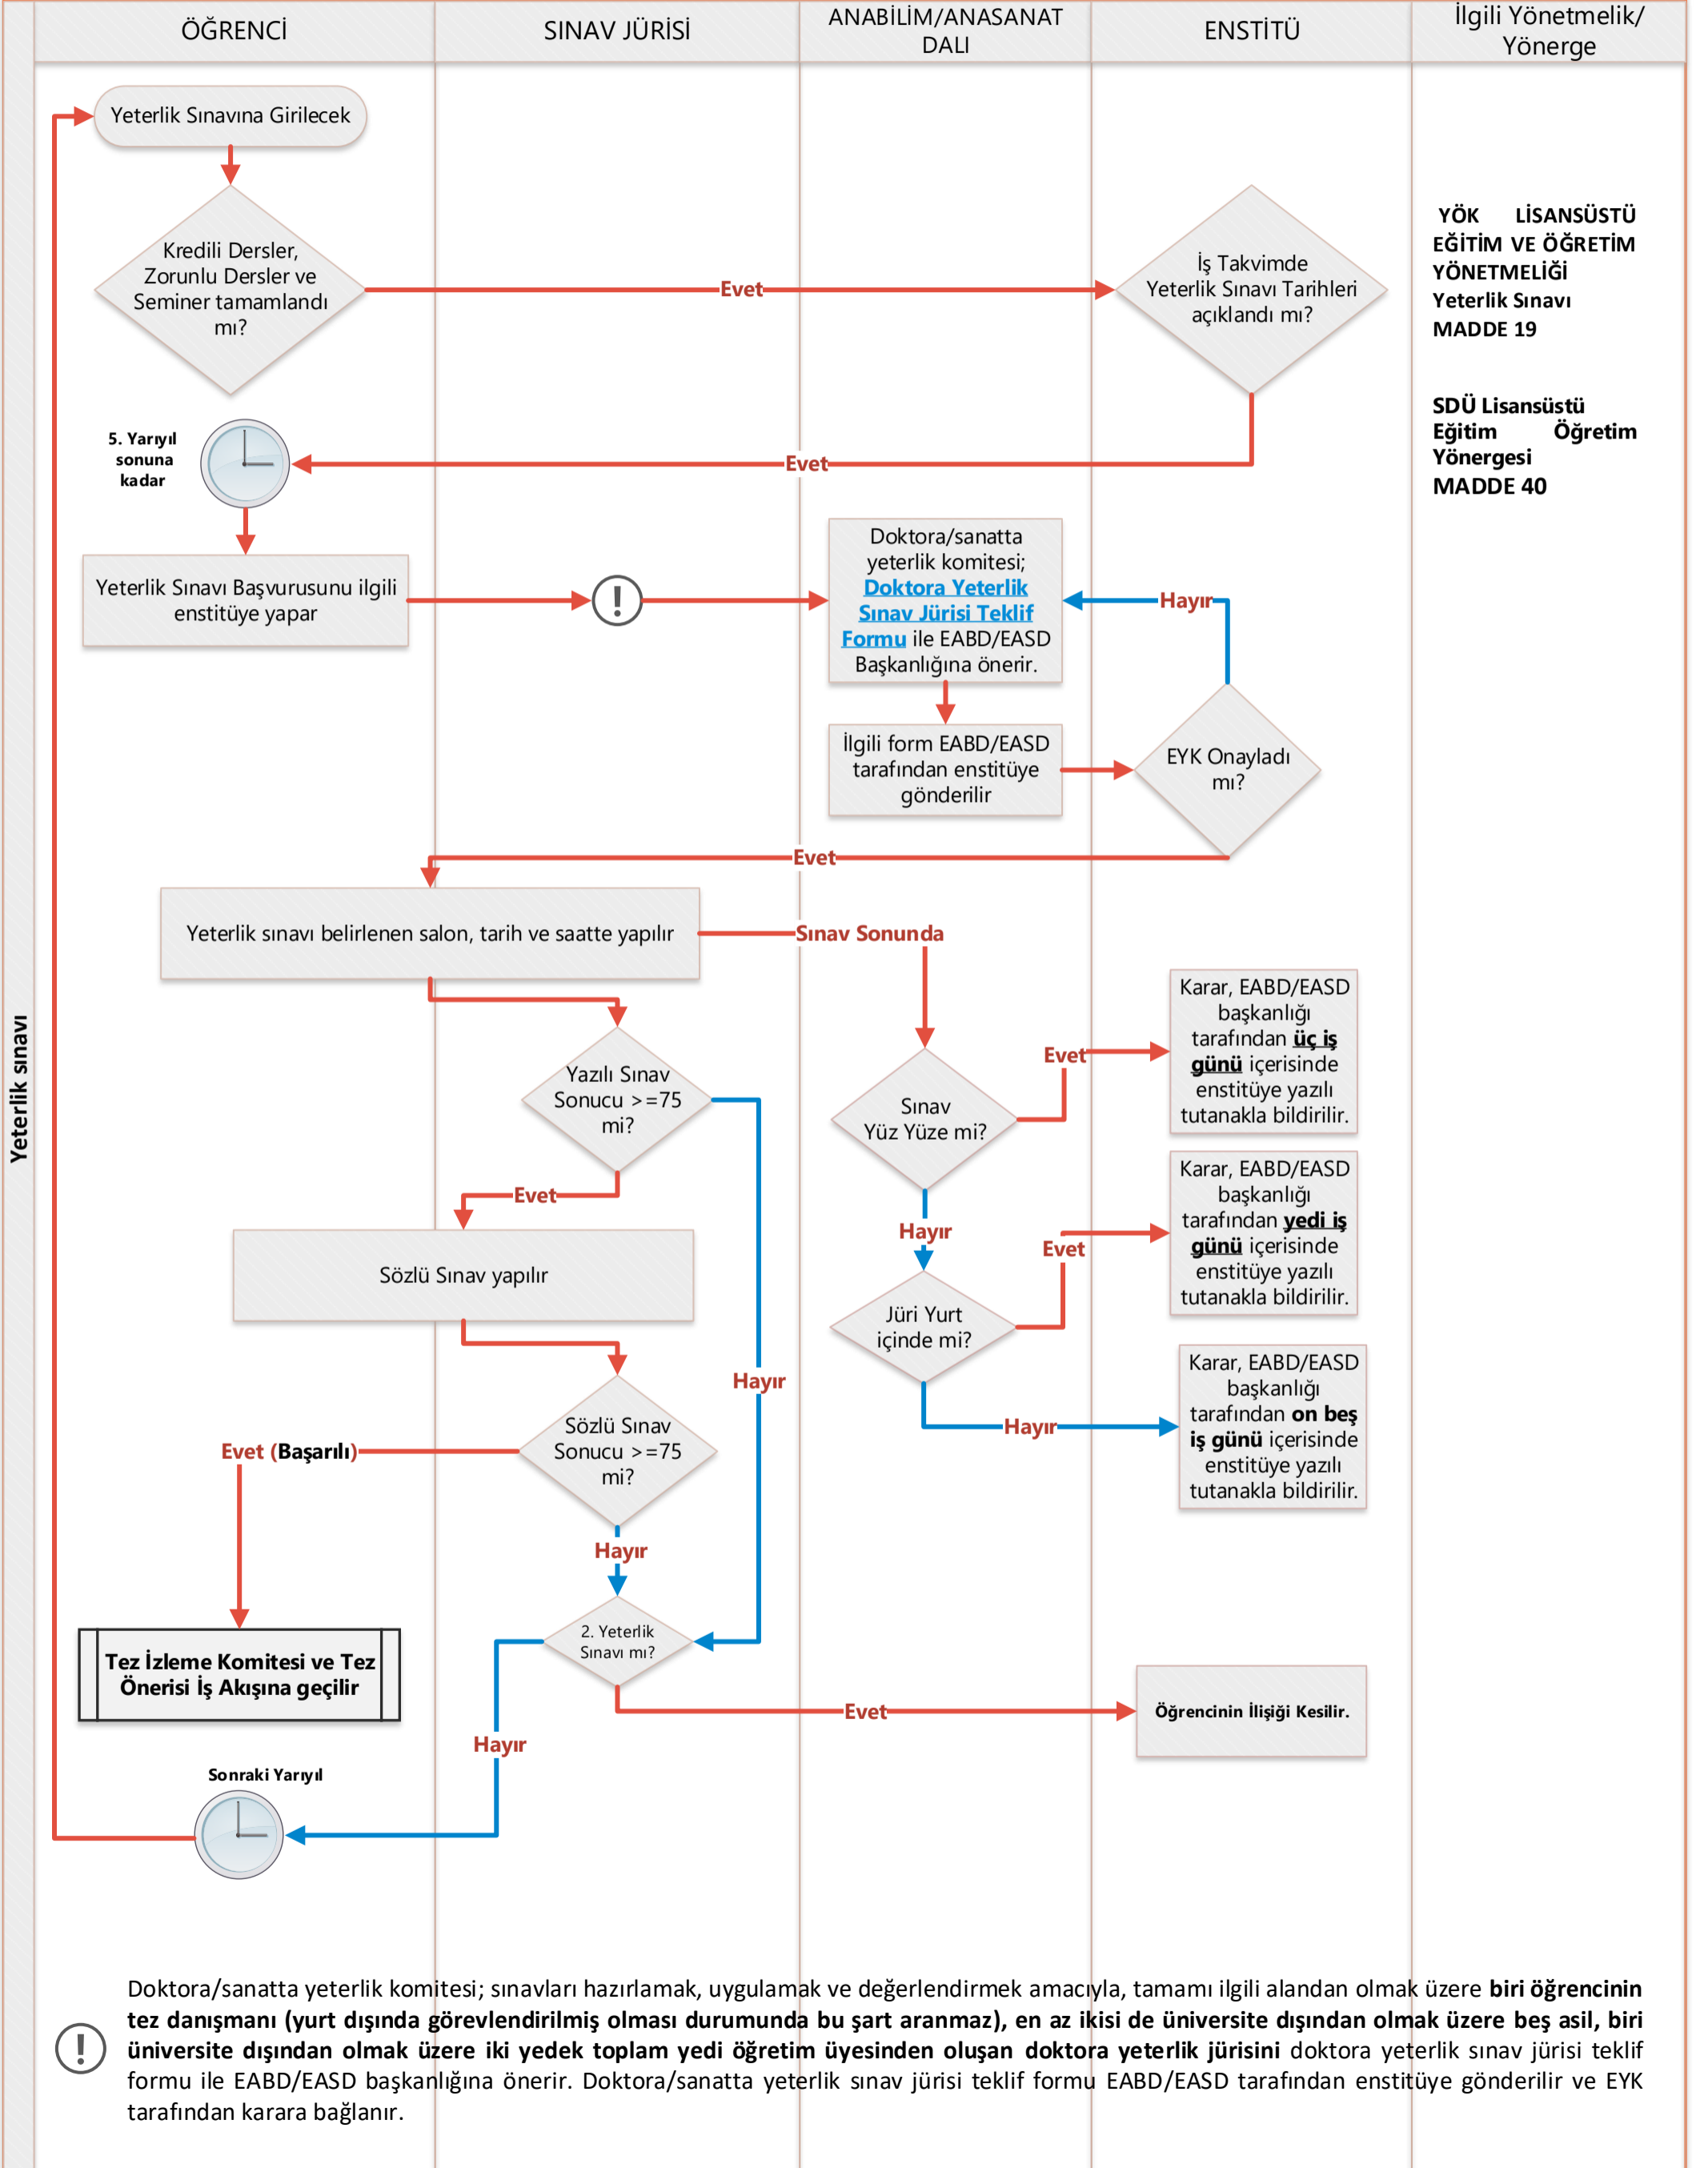 ÖĞRENCİ
SINAV JÜRİSİ
ANABİLİM/ANASANAT
DALI
ENSTİTÜ
İlgili Yönetmelik/
Yönerge
Yeterlik sınavı
Yeterlik Sınavına Girilecek
Kredili Dersler,
Zorunlu Dersler ve
Seminer tamamlandı
mı?
Evet
İş Takvimde
Yeterlik Sınavı Tarihleri
açıklandı mı?
YÖK LİSANSÜSTÜ
EĞİTİM VE ÖĞRETİM
YÖNETMELİĞİ
Yeterlik Sınavı
MADDE 19
SDÜ Lisansüstü
Eğitim Öğretim
Yönergesi
MADDE 40
5. Yarıyıl
sonuna
kadar
Evet
Yeterlik Sınavı Başvurusunu ilgili
enstitüye yapar
!
Doktora/sanatta
yeterlik komitesi;
Doktora Yeterlik
Sınav Jürisi Teklif
Formu ile EABD/EASD
Başkanlığına önerir.
Hayır
İlgili form EABD/EASD
tarafından enstitüye
gönderilir
EYK Onayladı
mı?
Evet
Yeterlik sınavı belirlenen salon, tarih ve saatte yapılır
Sınav Sonunda
Yazılı Sınav
Sonucu >=75
mi?
Sınav
Yüz Yüze mi?
Evet
Karar, EABD/EASD
başkanlığı
tarafından üç iş
günü içerisinde
enstitüye yazılı
tutanakla bildirilir.
Evet
Hayır
Evet
Karar, EABD/EASD
başkanlığı
tarafından yedi iş
günü içerisinde
enstitüye yazılı
tutanakla bildirilir.
Sözlü Sınav yapılır
Jüri Yurt
içinde mi?
Hayır
Hayır
Karar, EABD/EASD
başkanlığı
tarafından on beş
iş günü içerisinde
enstitüye yazılı
tutanakla bildirilir.
Sözlü Sınav
Sonucu >=75
mi?
Evet (Başarılı)
Hayır
2. Yeterlik
Sınavı mı?
Tez İzleme Komitesi ve Tez
Önerisi İş Akışına geçilir
Evet
Öğrencinin İlişiği Kesilir.
Hayır
Sonraki Yarıyıl
!
Doktora/sanatta yeterlik komitesi; sınavları hazırlamak, uygulamak ve değerlendirmek amacıyla, tamamı ilgili alandan olmak üzere biri öğrencinin
tez danışmanı (yurt dışında görevlendirilmiş olması durumunda bu şart aranmaz), en az ikisi de üniversite dışından olmak üzere beş asil, biri
üniversite dışından olmak üzere iki yedek toplam yedi öğretim üyesinden oluşan doktora yeterlik jürisini doktora yeterlik sınav jürisi teklif
formu ile EABD/EASD başkanlığına önerir. Doktora/sanatta yeterlik sınav jürisi teklif formu EABD/EASD tarafından enstitüye gönderilir ve EYK
tarafından karara bağlanır.